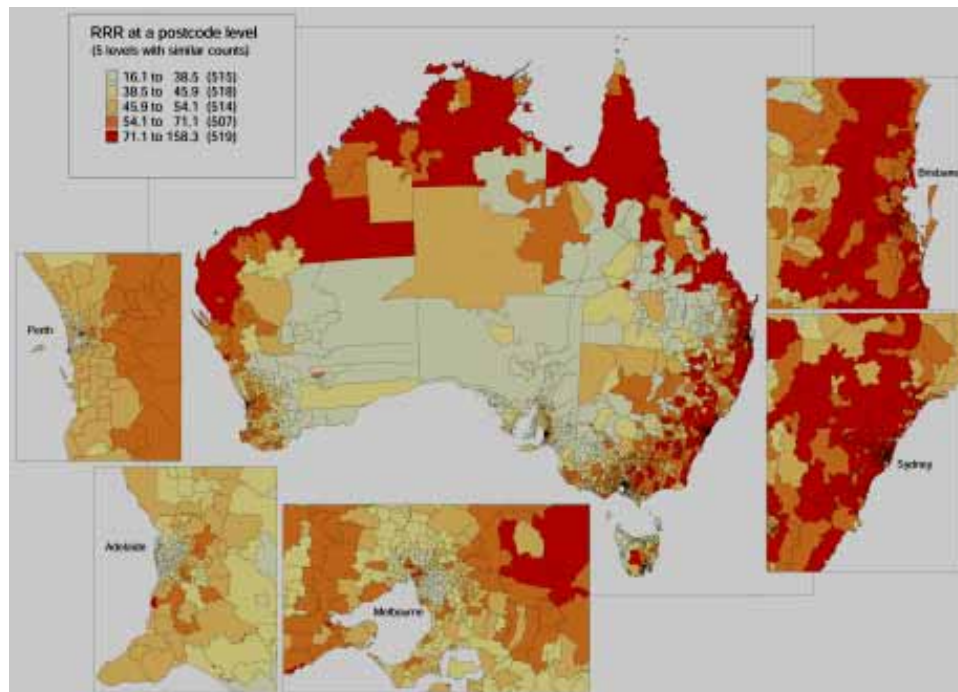 RRR at a postcode level
(5 levels with similar counts)
16.1 to 38.5 (515)
38.5 to 45.9 (518)
45.9 to 54.1 (514)
54.1 to 71.1 (507)
71.1 to 158.3 (519)
Brisbane
Perth
Sydney
Adelaide
Melbourne